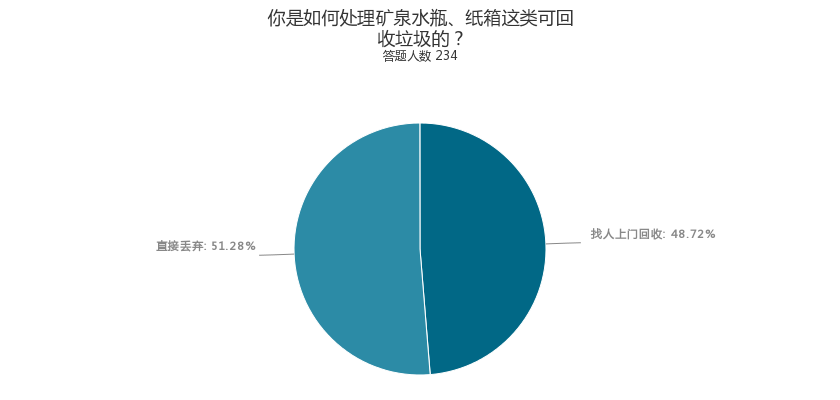 你是如何处理矿泉水瓶、纸箱这类可回
收垃圾的？
答题人数 234
找人上门回收: 48.72%
直接丢弃: 51.28%